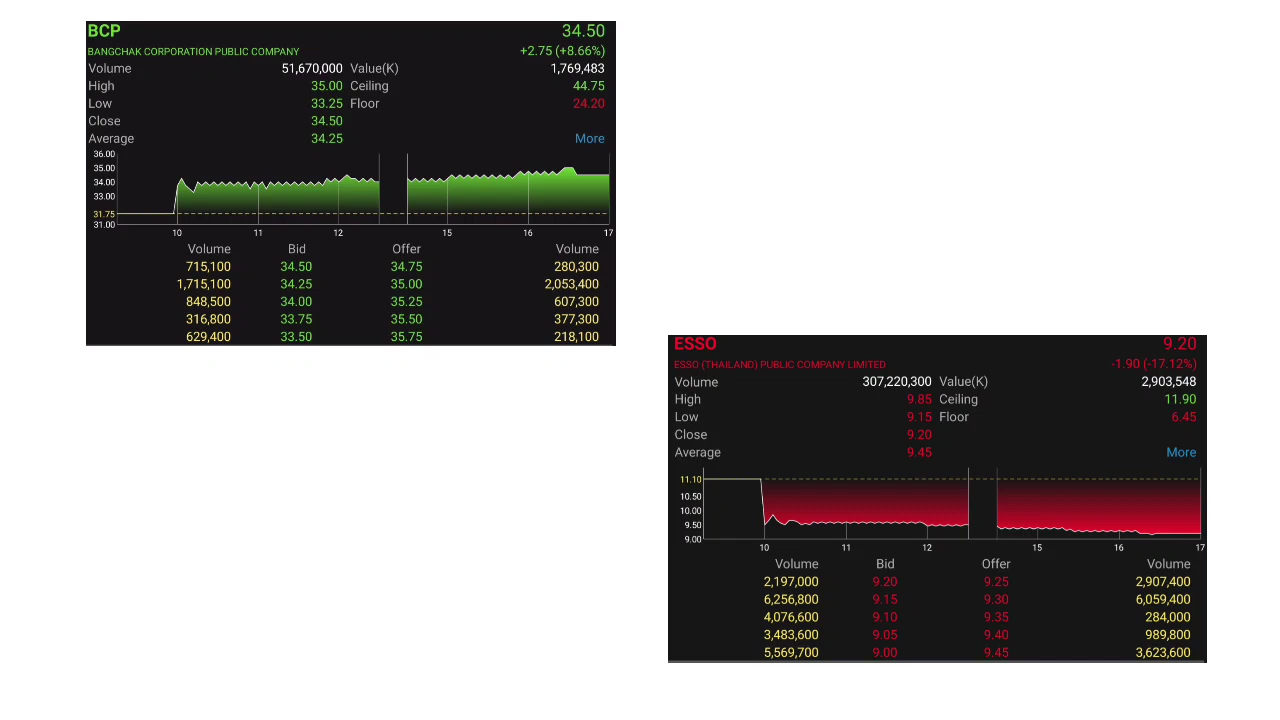 BCP 34.50
BANGCHAK CORPORATION PUBLIC COMPANY +2.75 (+8.66%)
Volume 51,670,000 Value(K) 1,769,483
High 35.00 Ceiling 44.75
Low 33.25 Floor 24.20
Close 34.50
Average 34.25 More
36.00
35.00
34.00
33.00
31.75
31.00
10 11 12 15 16 17
Volume Bid Offer Volume
715,100 34.50 34.75 280,300
1,715,100 34.25 35.00 2,053,400
848,500 34.00 35.25 607,300
316,800 33.75 35.50 377,300
629,400 33.50 35.75 218,100
ESSO 9.20
ESSO (THAILAND) PUBLIC COMPANY LIMITED -1.90 (-17.12%)
Volume 307,220,300 Value(K) 2,903,548
High 9.85 Ceiling 11.90
Low 9.15 Floor 6.45
Close 9.20
Average 9.45 More
11.10
10.50
10.00
9.50
9.00
10 11 12 15 16 17
Volume Bid Offer Volume
2,197,000 9.20 9.25 2,907,400
6,256,800 9.15 9.30 6,059,400
4,076,600 9.10 9.35 284,000
3,483,600 9.05 9.40 989,800
5,569,700 9.00 9.45 3,623,600